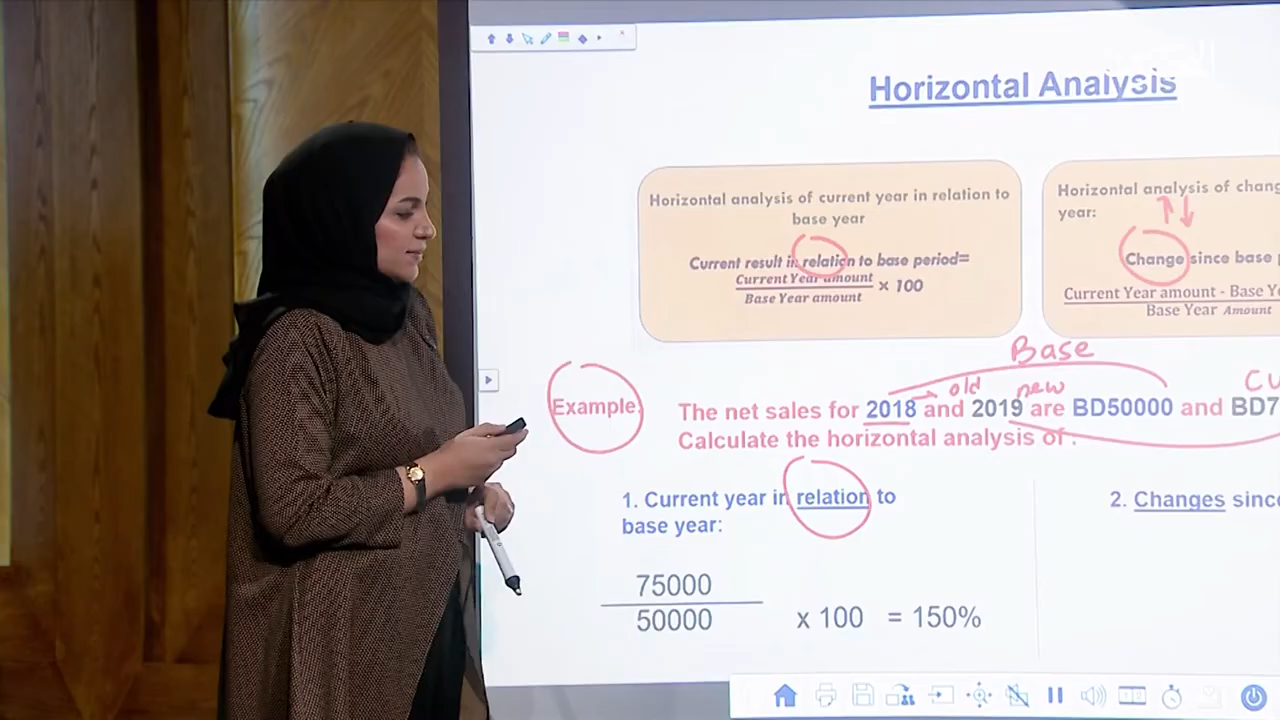 Horizontal Analysis
Horizontal analysis of current year in relation to
base year
Current result in relation to base period=
Current Year amount
Base Year amount
× 100
Horizontal analysis of chang
year:
Change since base
Current Year amount - Base Ye
Base Year Amount
Base
old
new
Cu
Example:
The net sales for 2018 and 2019 are BD50000 and BD7
Calculate the horizontal analysis of :
1. Current year in relation to
base year:
75000
50000
x 100 = 150%
2. Changes sinc